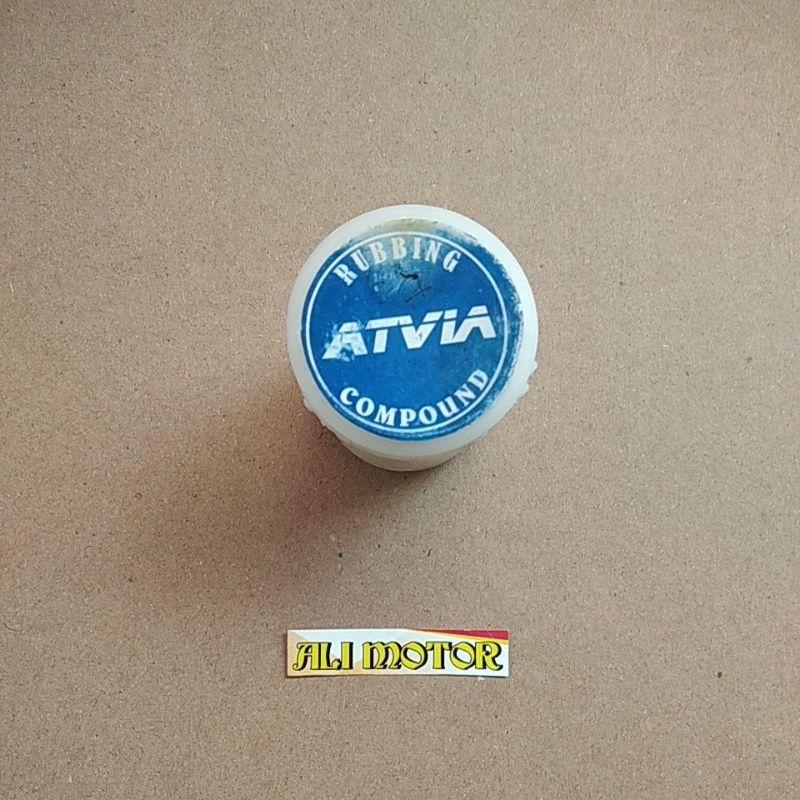 RUBBING
ATVIA
COMPOUND
ALI MOTOR